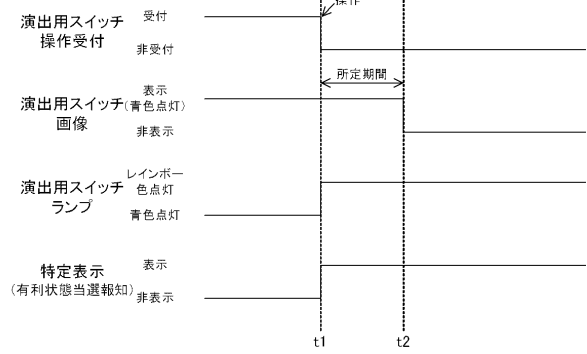 操作
演出用スイッチ
操作受付
受付
非受付
所定期間
演出用スイッチ
画像
表示
(青色点灯)
非表示
演出用スイッチ
ランプ
レインボー
色点灯
青色点灯
特定表示
(有利状態当選報知)
表示
非表示
t1
t2